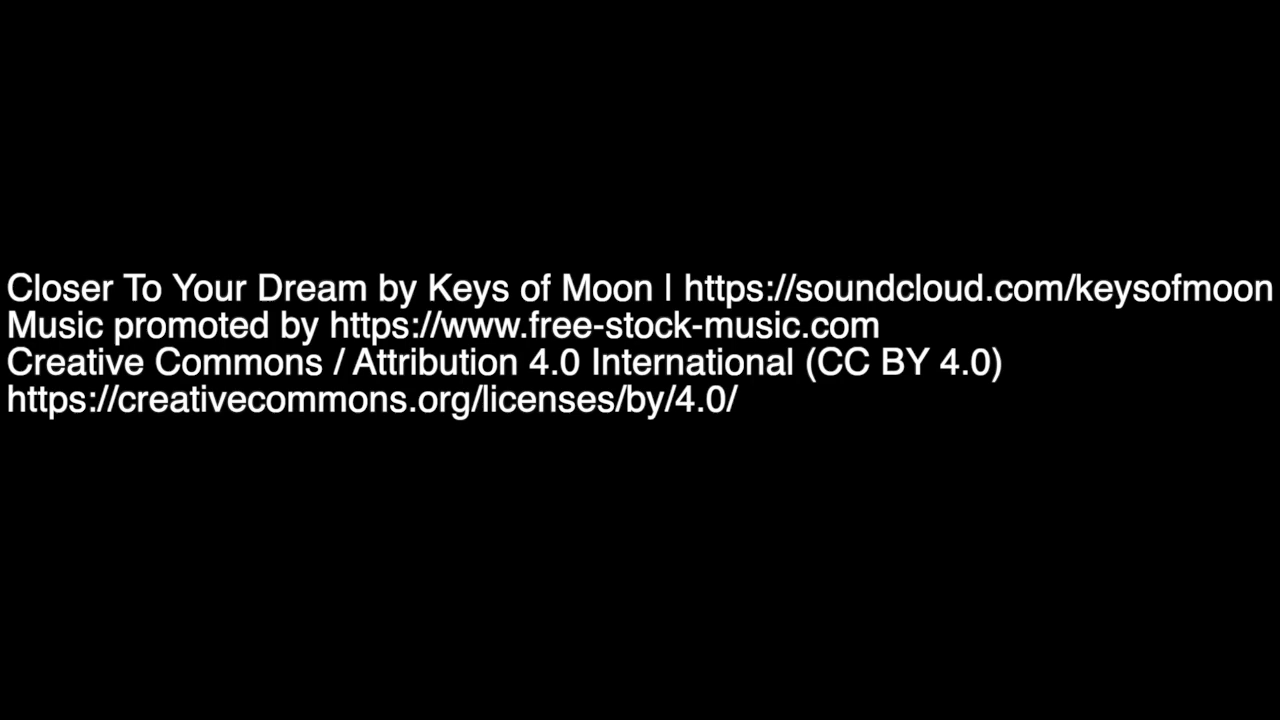 Closer To Your Dream by Keys of Moon | https://soundcloud.com/keysofmoon
Music promoted by https://www.free-stock-music.com
Creative Commons / Attribution 4.0 International (CC BY 4.0)
https://creativecommons.org/licenses/by/4.0/